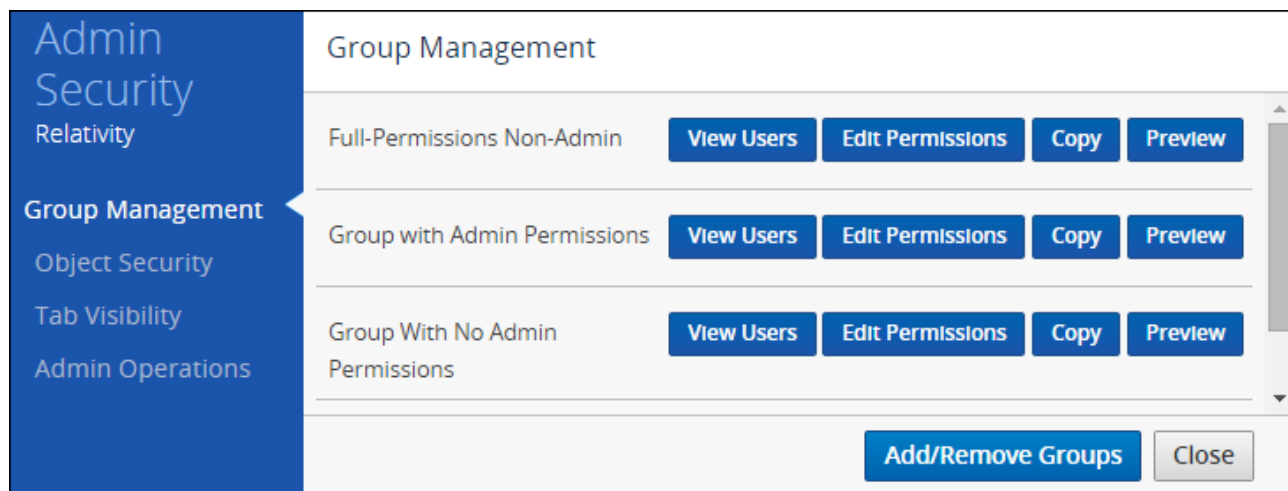 Admin
Security
Relativity
Group Management
Object Security
Tab Visibility
Admin Operations
Group Management
Full-Permissions Non-Admin View Users Edit Permissions Copy Preview
Group with Admin Permissions View Users Edit Permissions Copy Preview
Group With No Admin View Users Edit Permissions Copy Preview
Permissions
Add/Remove Groups Close